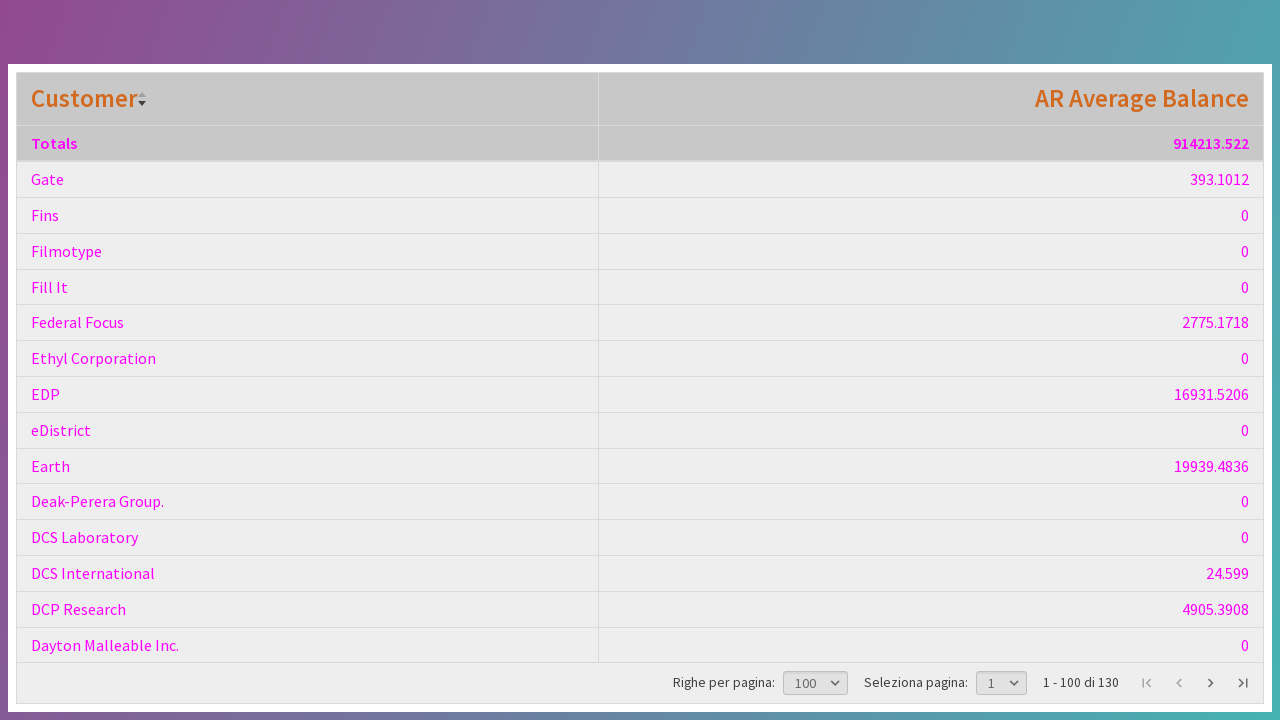 Customer AR Average Balance
Totals 914213.522
Gate 393.1012
Fins 0
Filmotype 0
Fill It 0
Federal Focus 2775.1718
Ethyl Corporation 0
EDP 16931.5206
eDistrict 0
Earth 19939.4836
Deak-Perera Group. 0
DCS Laboratory 0
DCS International 24.599
DCP Research 4905.3908
Dayton Malleable Inc. 0
Righe per pagina: 100 Seleziona pagina: 1 1 - 100 di 130